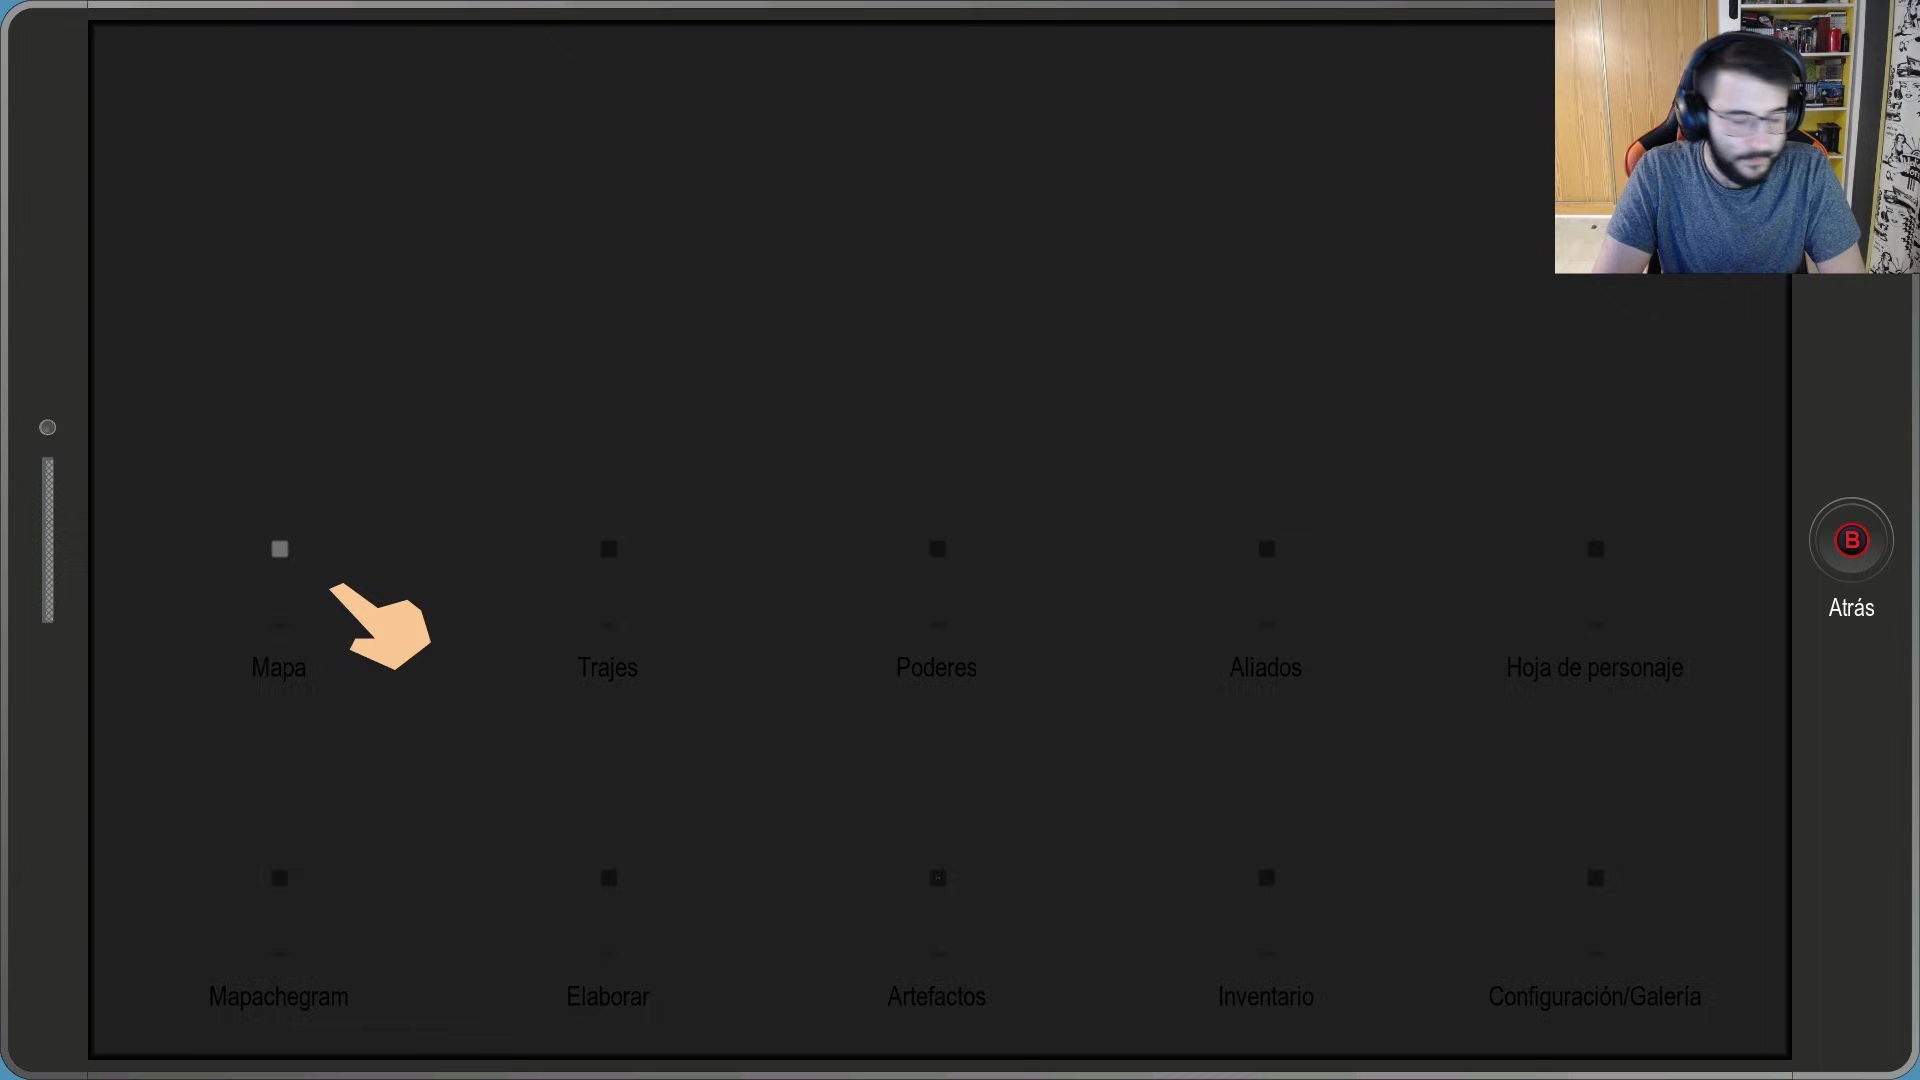 B
Atrás
Mapa
Trajes
Poderes
Aliados
Hoja de personaje
Mapachegram
Elaborar
Artefactos
Inventario
Configuración/Galería